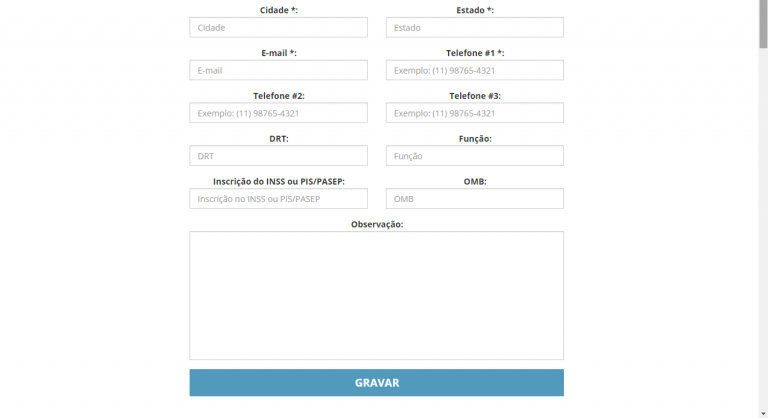 Cidade *: Estado *:
Cidade Estado
E-mail *: Telefone #1 *:
E-mail Exemplo: (11) 98765-4321
Telefone #2: Telefone #3:
Exemplo: (11) 98765-4321 Exemplo: (11) 98765-4321
DRT: Função:
DRT Função
Inscrição do INSS ou PIS/PASEP: OMB:
Inscrição no INSS ou PIS/PASEP OMB
Observação:
GRAVAR